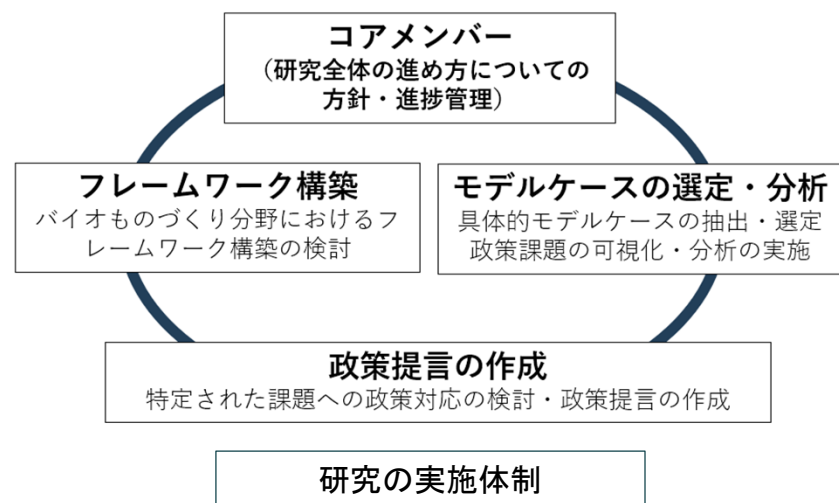 コアメンバー
（研究全体の進め方についての
方針・進捗管理）
フレームワーク構築
バイオものづくり分野におけるフ
レームワーク構築の検討
モデルケースの選定・分析
具体的モデルケースの抽出・選定
政策課題の可視化・分析の実施
政策提言の作成
特定された課題への政策対応の検討・政策提言の作成
研究の実施体制